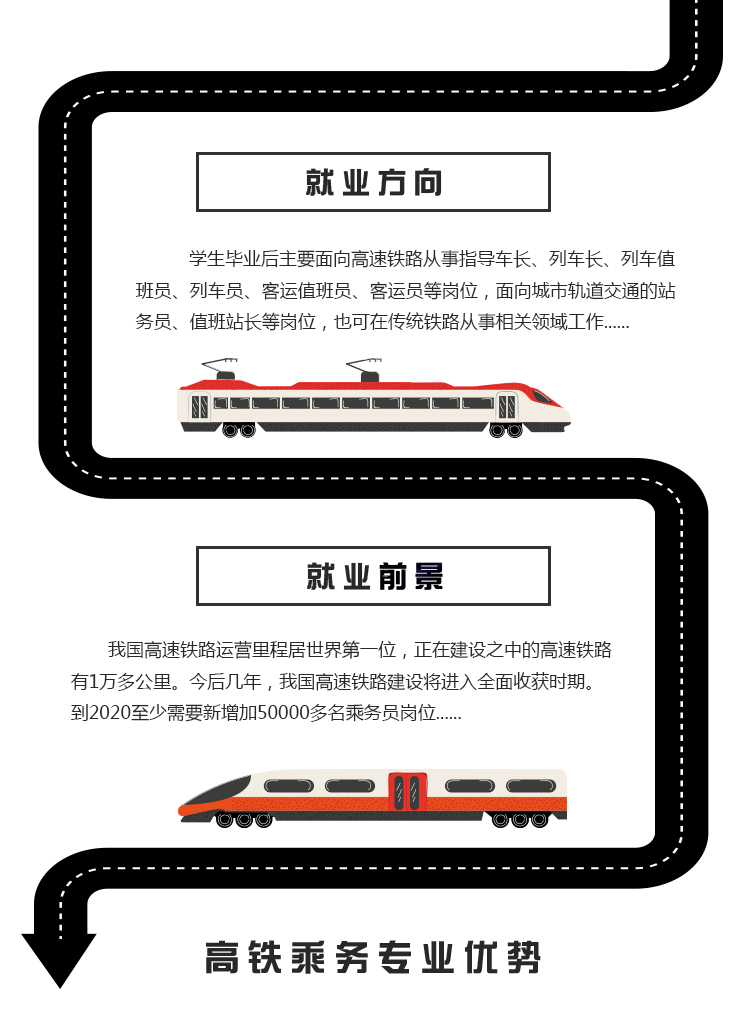 就业方向
学生毕业后主要面向高速铁路从事指导车长、列车长、列车值
班员、列车员、客运值班员、客运员等岗位，面向城市轨道交通的站
务员、值班站长等岗位，也可在传统铁路从事相关领域工作......
就业前景
我国高速铁路运营里程居世界第一位，正在建设之中的高速铁路
有1万多公里。今后几年，我国高速铁路建设将进入全面收获时期。
到2020至少需要新增加50000多名乘务员岗位......
高铁乘务专业优势